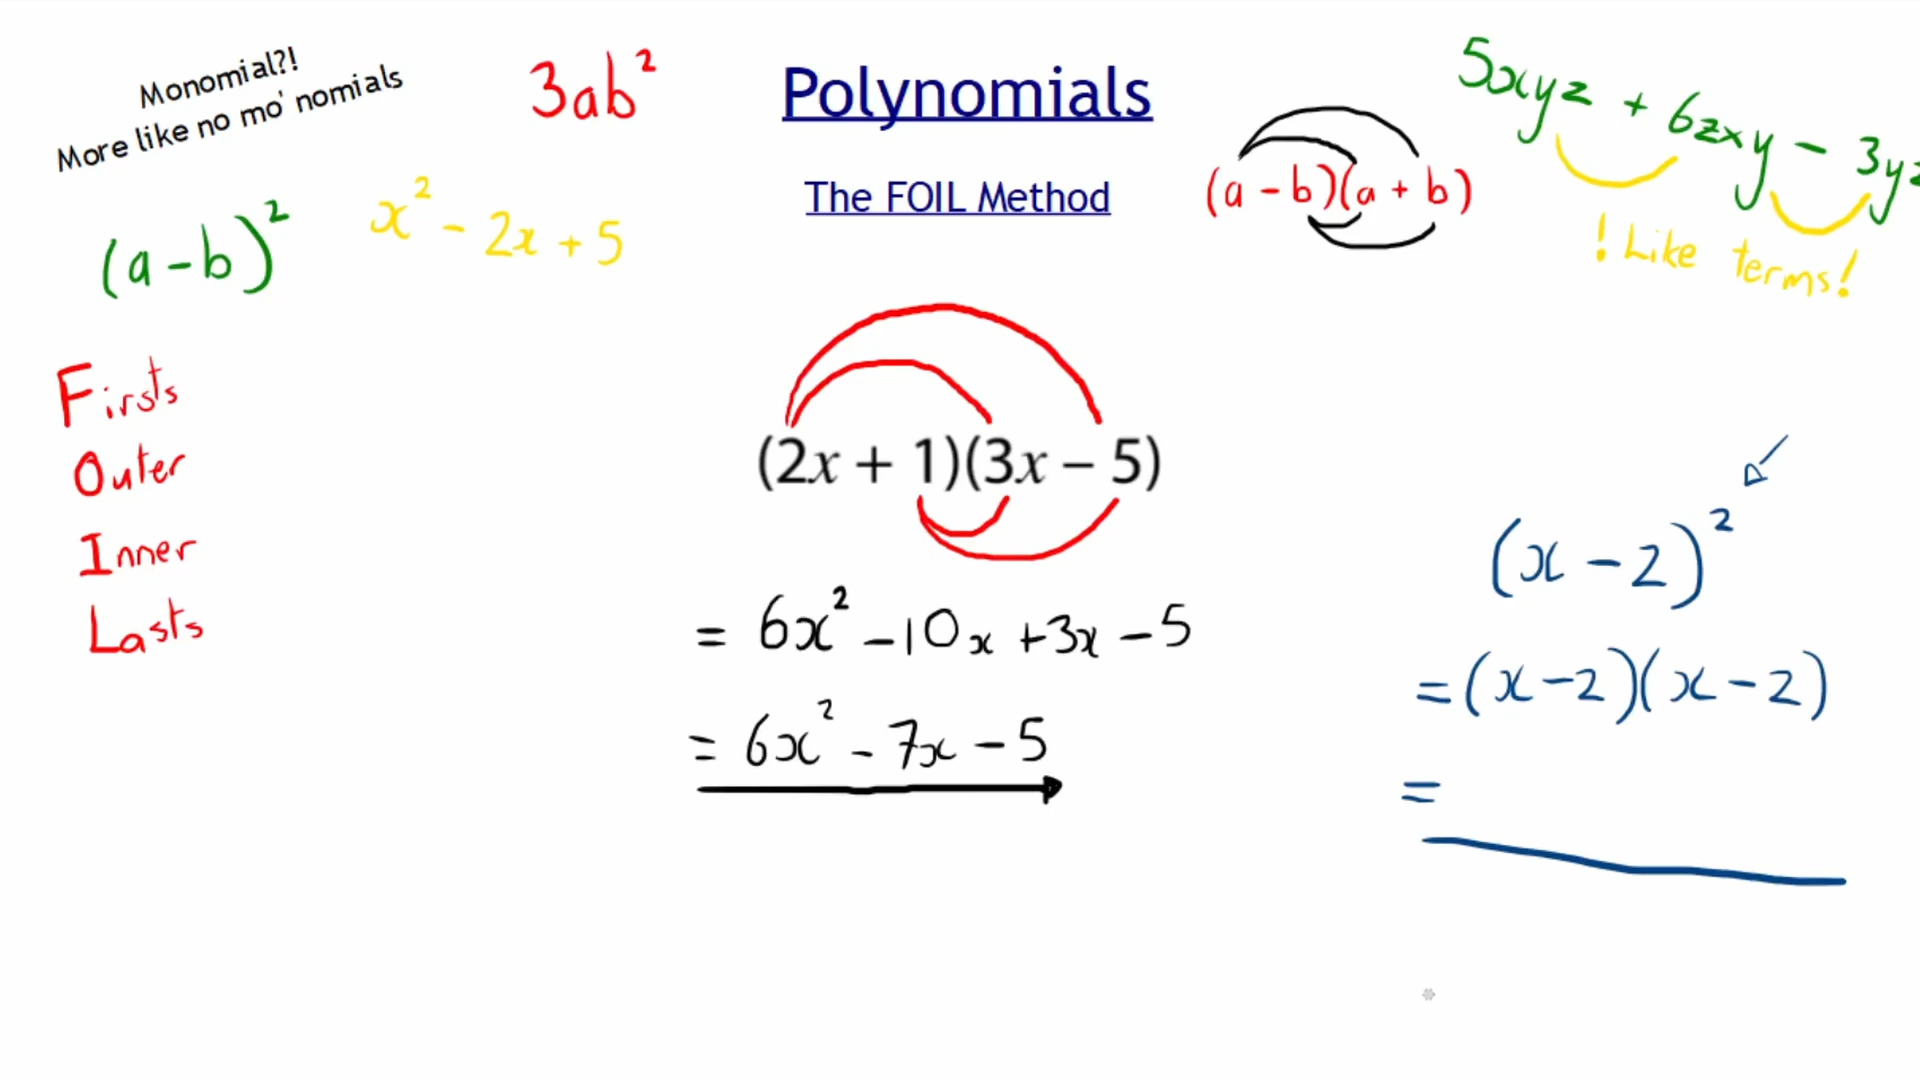 Monomial?!
More like no mo' nomials
3ab²
Polynomials
The FOIL Method
(a - b)(a + b)
5xyz + 6zxy - 3yz
! Like terms!
(a - b)²
x² - 2x + 5
Firsts
Outer
Inner
Lasts
(2x + 1)(3x – 5)
= 6x² - 10x + 3x - 5
= 6x² - 7x - 5
(x - 2)²
= (x - 2)(x - 2)
=